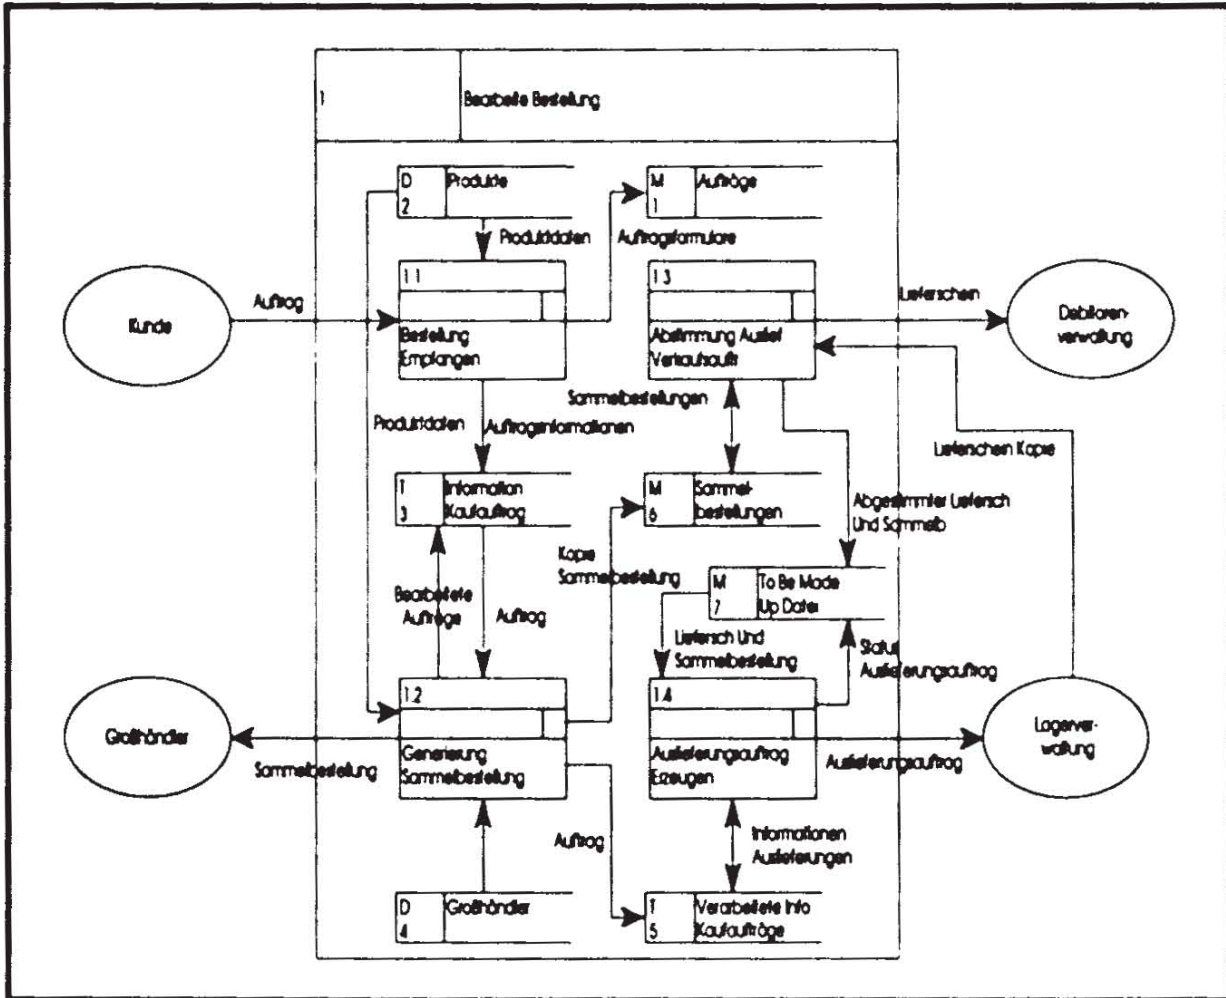 1
Bearbeite Bestellung
D
2
Produkte
M
1
Aufträge
Produktdaten
Auftragsformulare
Kunde
Auftrag
1.1
Bestellung
Empfangen
1.3
Abstimmung Auslief
Verkaufsauftr
Lieferschein
Debitoren-
verwaltung
Sammelbestellungen
Produktdaten
Auftragsinformationen
Lieferschein Kopie
T
3
Information
Kaufauftrag
M
6
Sammel-
bestellungen
Abgestimmter Liefersch
Und Sammelb
Kopie
Sammelbestellung
M
7
To Be Made
Up Datei
Bearbeitete
Aufträge
Auftrag
Liefersch Und
Sammelbestellung
Status
Auslieferungsauftrag
Großhändler
Sammelbestellung
1.2
Generierung
Sammelbestellung
1.4
Auslieferungsauftrag
Erzeugen
Auslieferungsauftrag
Lagerver-
waltung
Auftrag
Informationen
Auslieferungen
D
4
Großhändler
T
5
Verarbeitete Info
Kaufaufträge